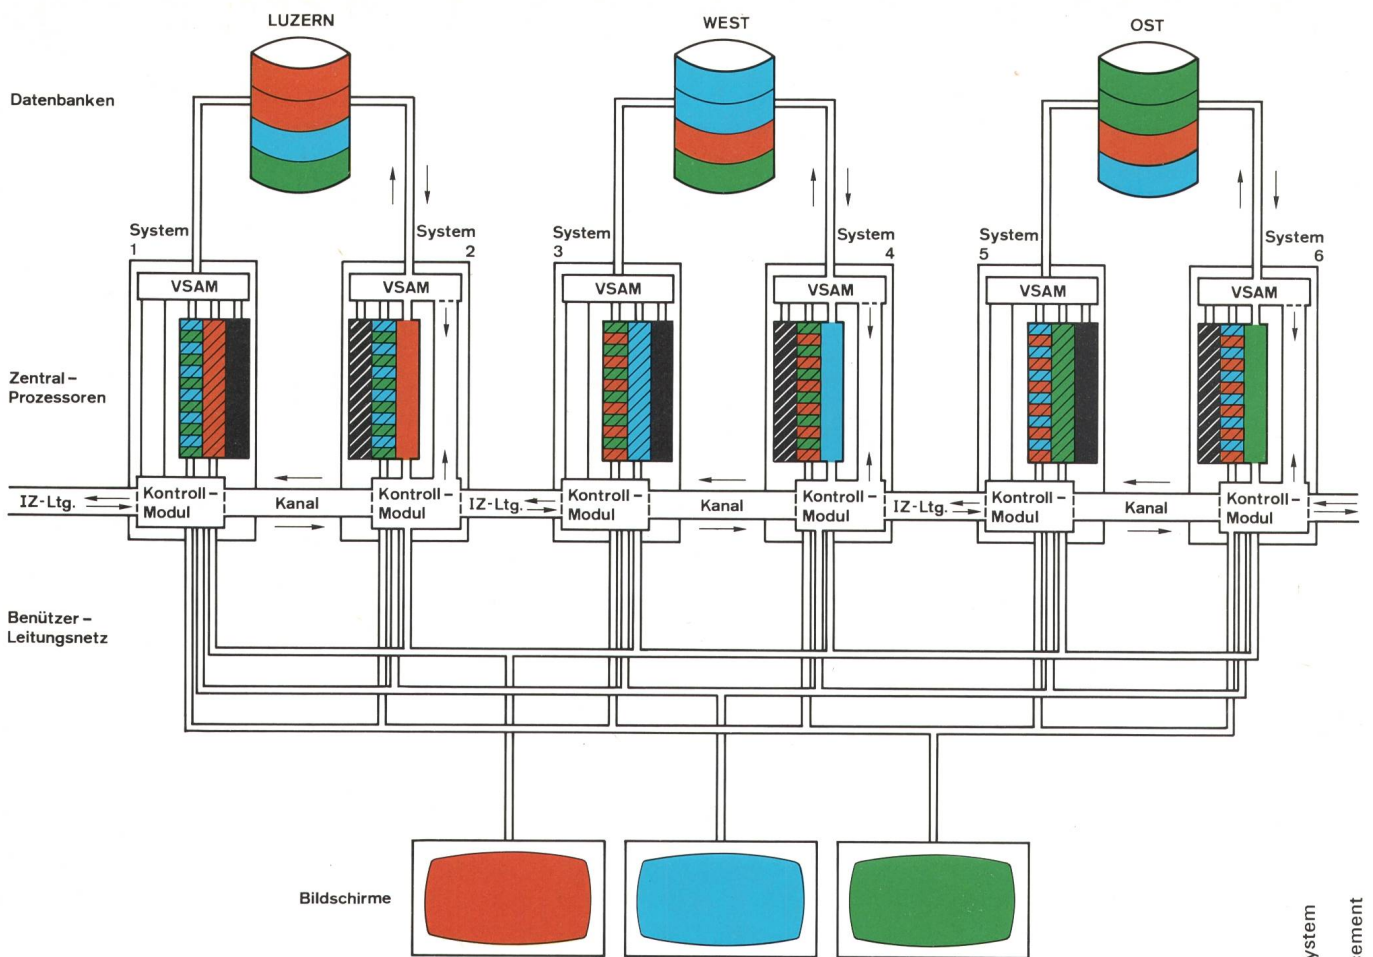 LUZERN
WEST
OST
Datenbanken
System
1
System
2
System
3
System
4
System
5
System
6
VSAM
VSAM
VSAM
VSAM
VSAM
VSAM
Zentral –
Prozessoren
IZ-Ltg.
Kontroll –
Modul
Kanal
Kontroll –
Modul
IZ-Ltg.
Kontroll –
Modul
Kanal
Kontroll –
Modul
IZ-Ltg.
Kontroll –
Modul
Kanal
Kontroll –
Modul
Benützer –
Leitungsnetz
Bildschirme
ystem
cement